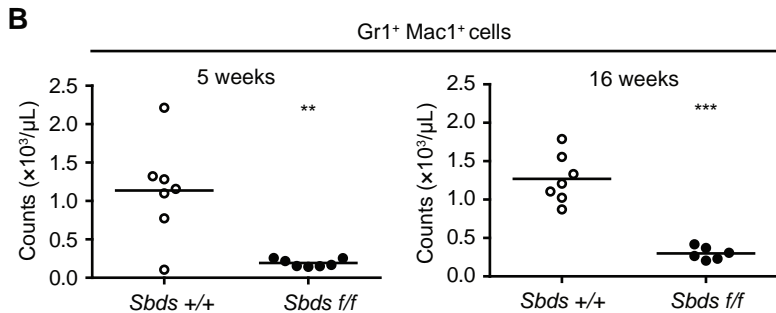 B
Gr1⁺ Mac1⁺ cells
5 weeks
**
Counts (×10³/µL)
2.5
2.0
1.5
1.0
0.5
0.0
Sbds +/+
Sbds f/f
16 weeks
***
Counts (×10³/µL)
2.5
2.0
1.5
1.0
0.5
0.0
Sbds +/+
Sbds f/f